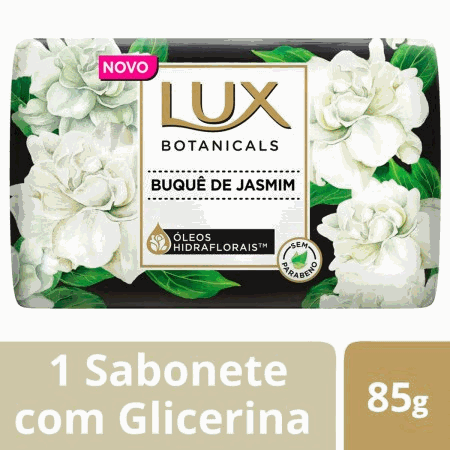 NOVO
LUX
BOTANICALS
BUQUÊ DE JASMIM
ÓLEOS
HIDRAFLORAIS™
SEM
PARABENO
1 Sabonete
com Glicerina
85g